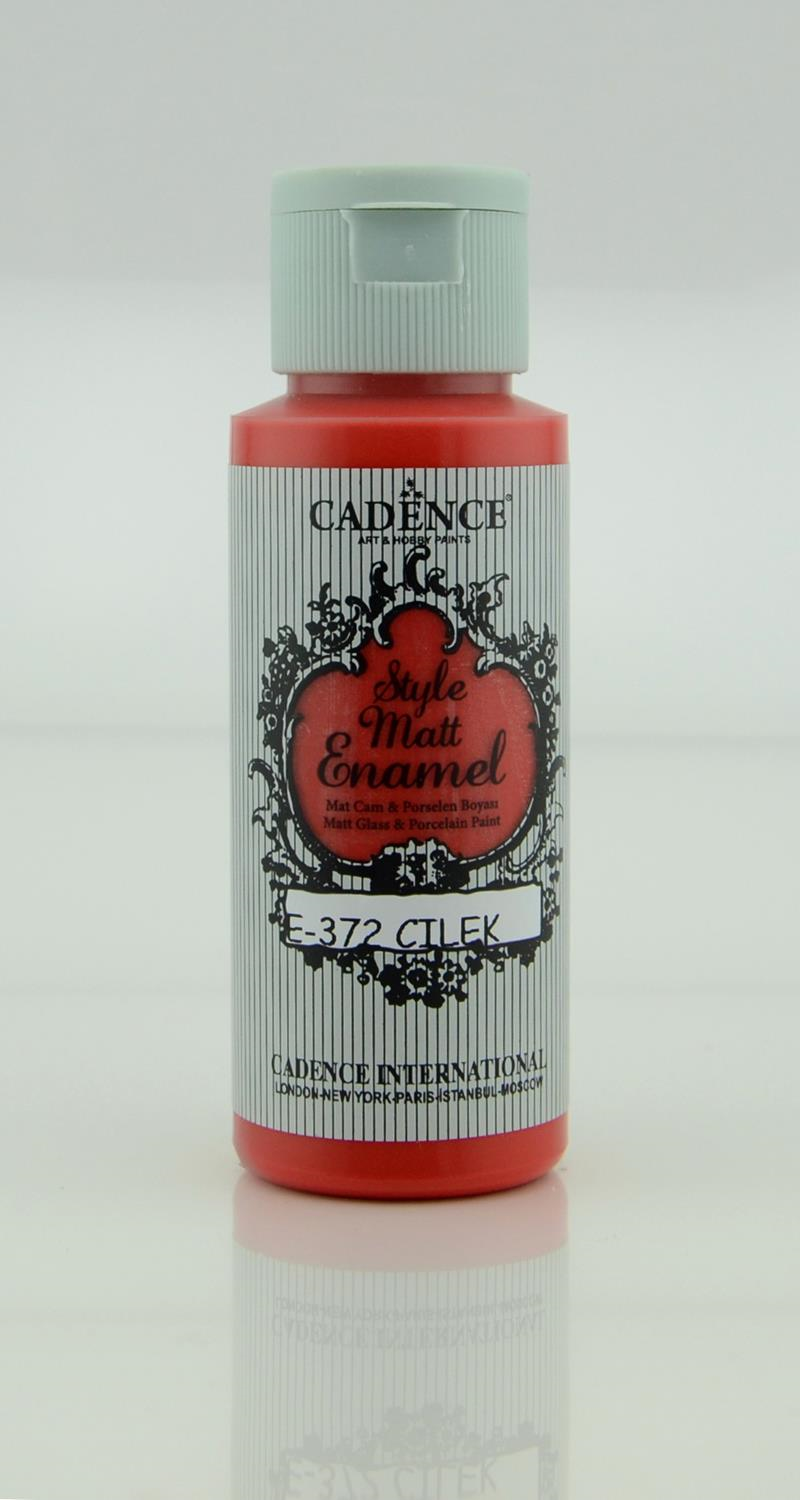 CADENCE®
ART & HOBBY PAINTS
Style
Matt
Enamel
Mat Cam & Porselen Boyası
Matt Glass & Porcelain Paint
E-372 CILEK
CADENCE INTERNATIONAL
LONDON-NEW YORK-PARIS-ISTANBUL-MOSCOW